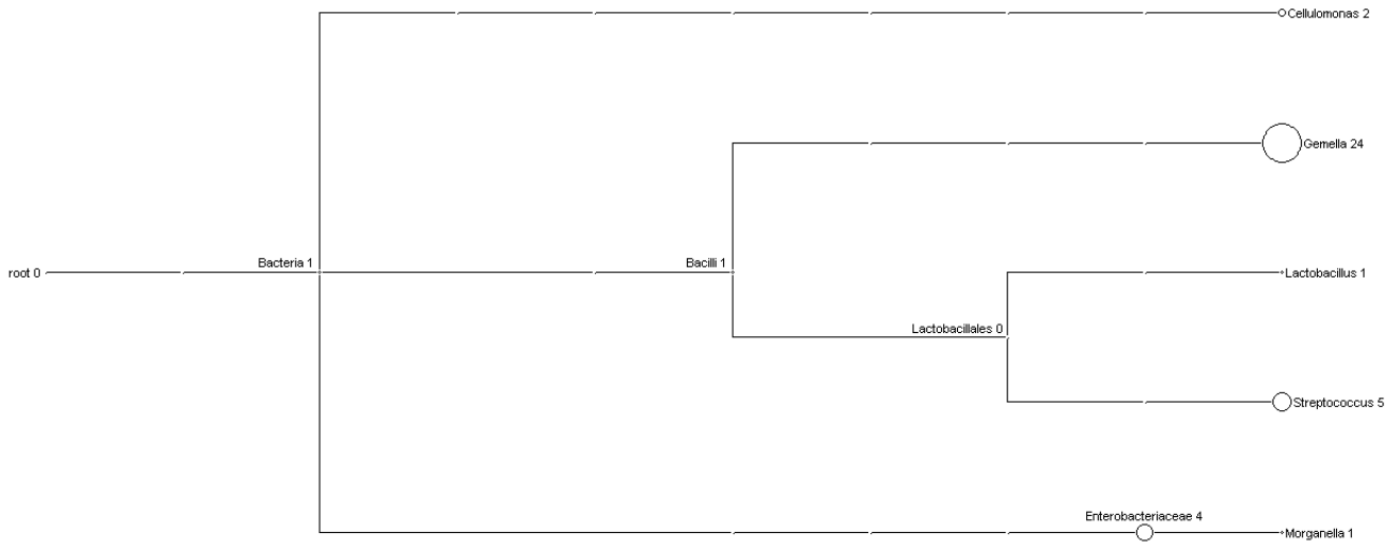 Cellulomonas 2
Gemella 24
Bacteria 1
Bacilli 1
root 0
Lactobacillus 1
Lactobacillales 0
Streptococcus 5
Enterobacteriaceae 4
Morganella 1